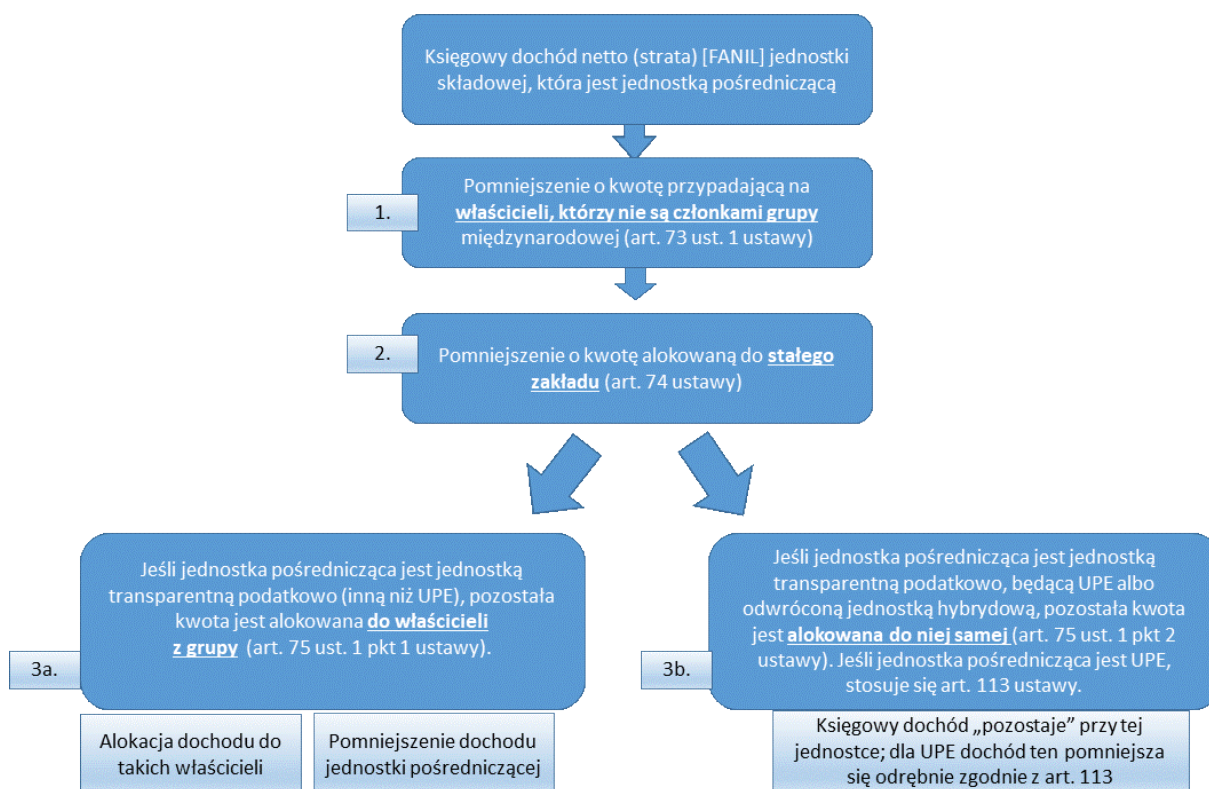 Księgowy dochód netto (strata) [FANIL] jednostki
składowej, która jest jednostką pośredniczącą
1.
Pomniejszenie o kwotę przypadającą na
właścicieli, którzy nie są członkami grupy
międzynarodowej (art. 73 ust. 1 ustawy)
2.
Pomniejszenie o kwotę alokowaną do stałego
zakładu (art. 74 ustawy)
3a.
Jeśli jednostka pośrednicząca jest jednostką
transparentną podatkowo (inną niż UPE), pozostała
kwota jest alokowana do właścicieli
z grupy (art. 75 ust. 1 pkt 1 ustawy).
Alokacja dochodu do
takich właścicieli
Pomniejszenie dochodu
jednostki pośredniczącej
3b.
Jeśli jednostka pośrednicząca jest jednostką
transparentną podatkowo, będącą UPE albo
odwróconą jednostką hybrydową, pozostała kwota
jest alokowana do niej samej (art. 75 ust. 1 pkt 2
ustawy). Jeśli jednostka pośrednicząca jest UPE,
stosuje się art. 113 ustawy.
Księgowy dochód „pozostaje” przy tej
jednostce; dla UPE dochód ten pomniejsza
się odrębnie zgodnie z art. 113